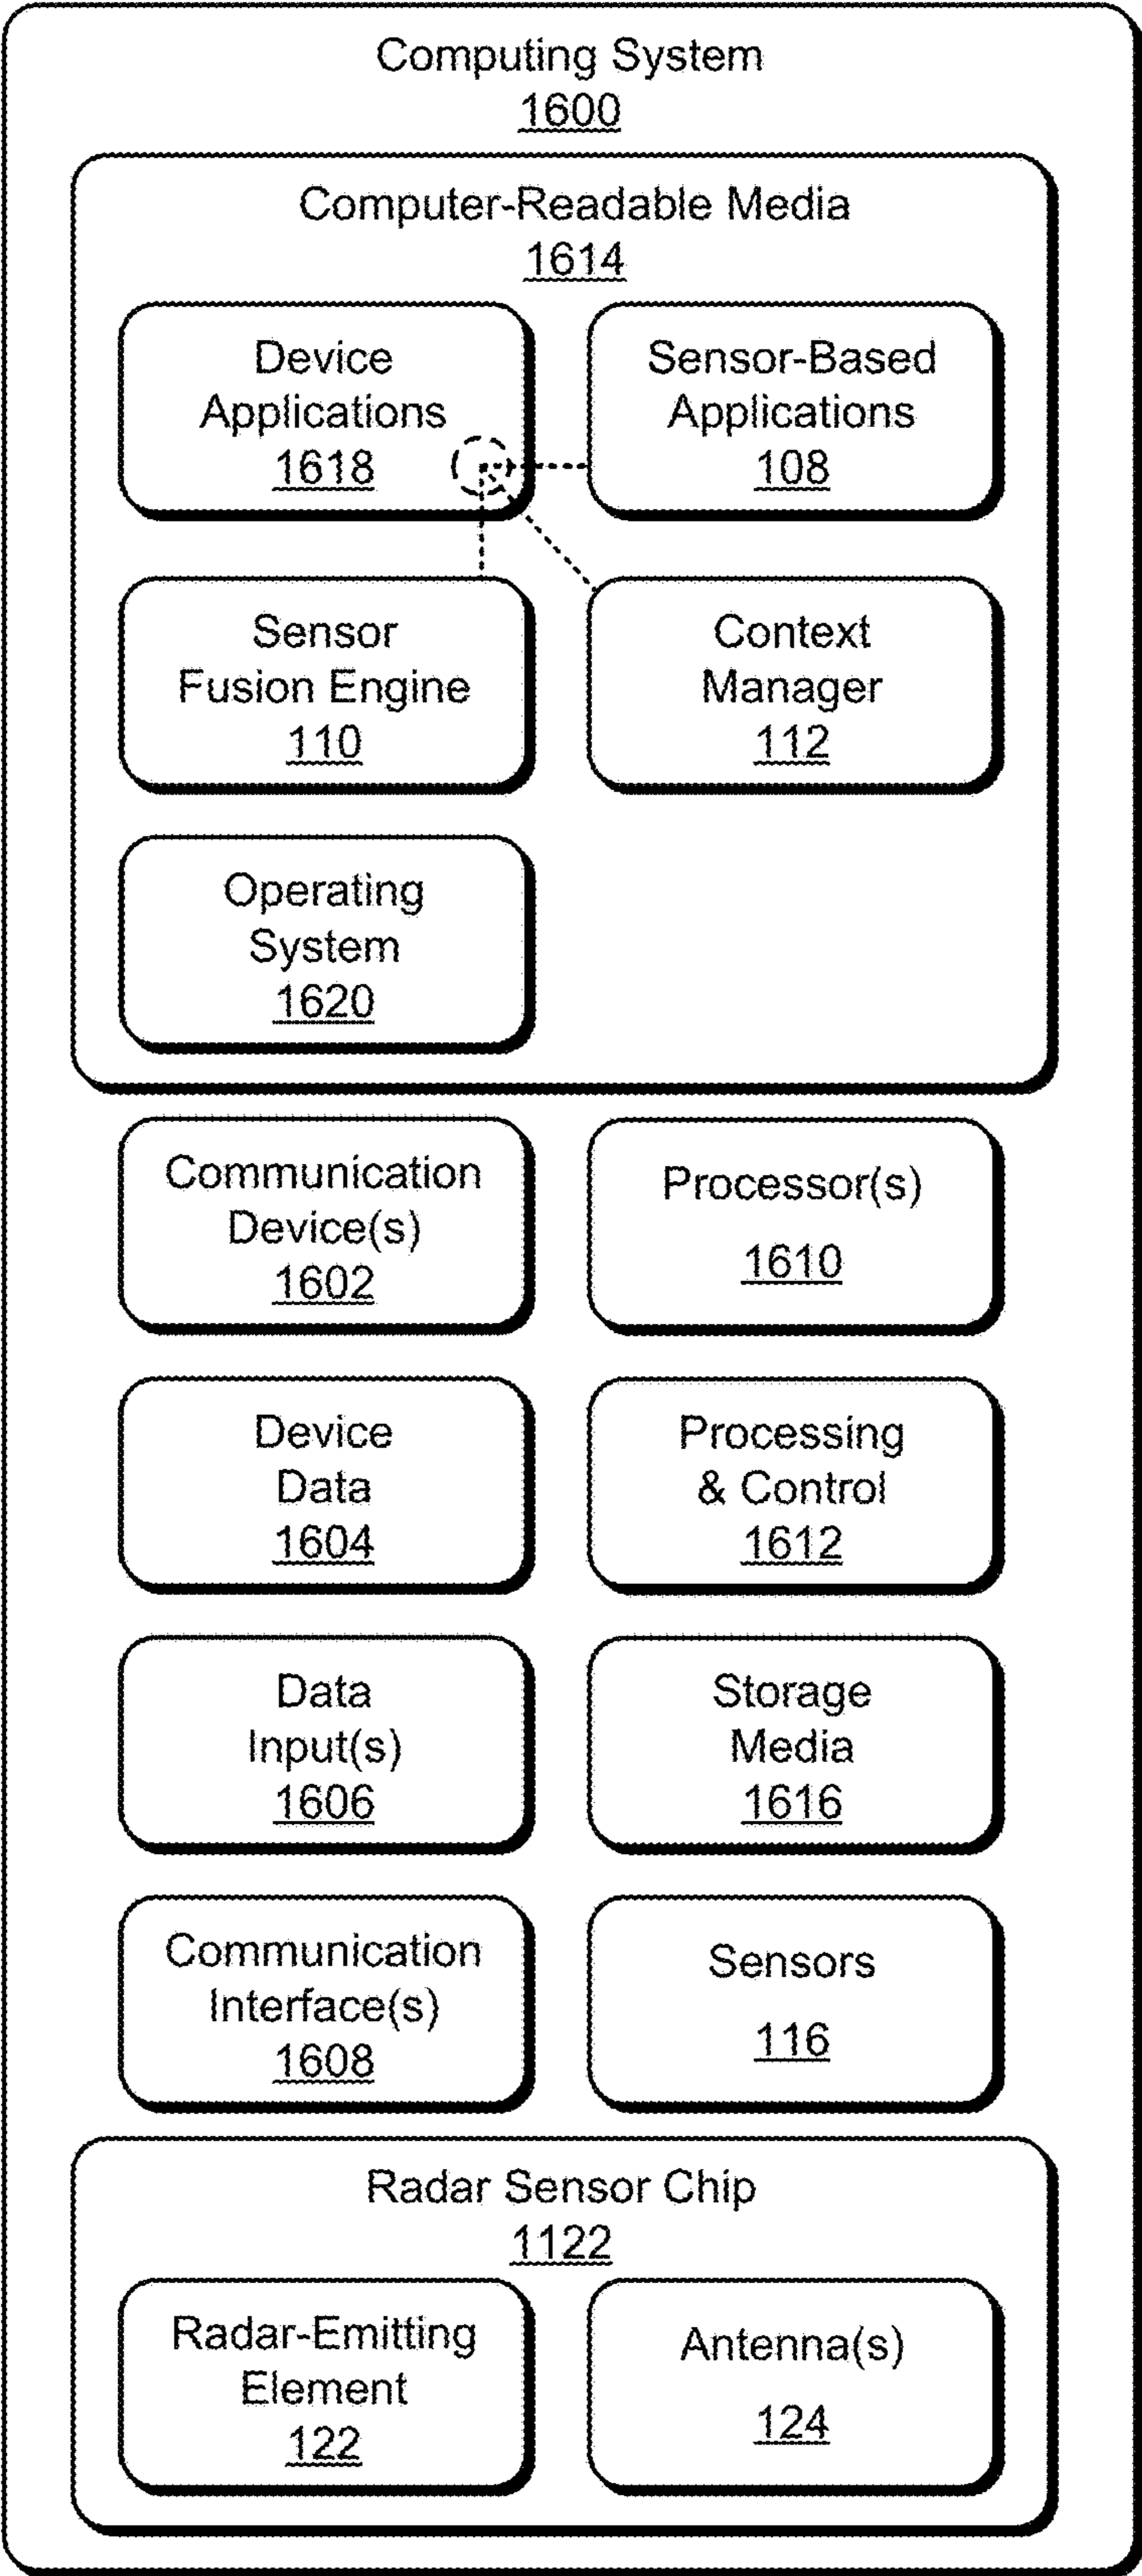 Computing System
1600
Computer-Readable Media
1614
Device
Applications
1618
Sensor-Based
Applications
108
Sensor
Fusion Engine
110
Context
Manager
112
Operating
System
1620
Communication
Device(s)
1602
Processor(s)
1610
Device
Data
1604
Processing
& Control
1612
Data
Input(s)
1606
Storage
Media
1616
Communication
Interface(s)
1608
Sensors
116
Radar Sensor Chip
1122
Radar-Emitting
Element
122
Antenna(s)
124